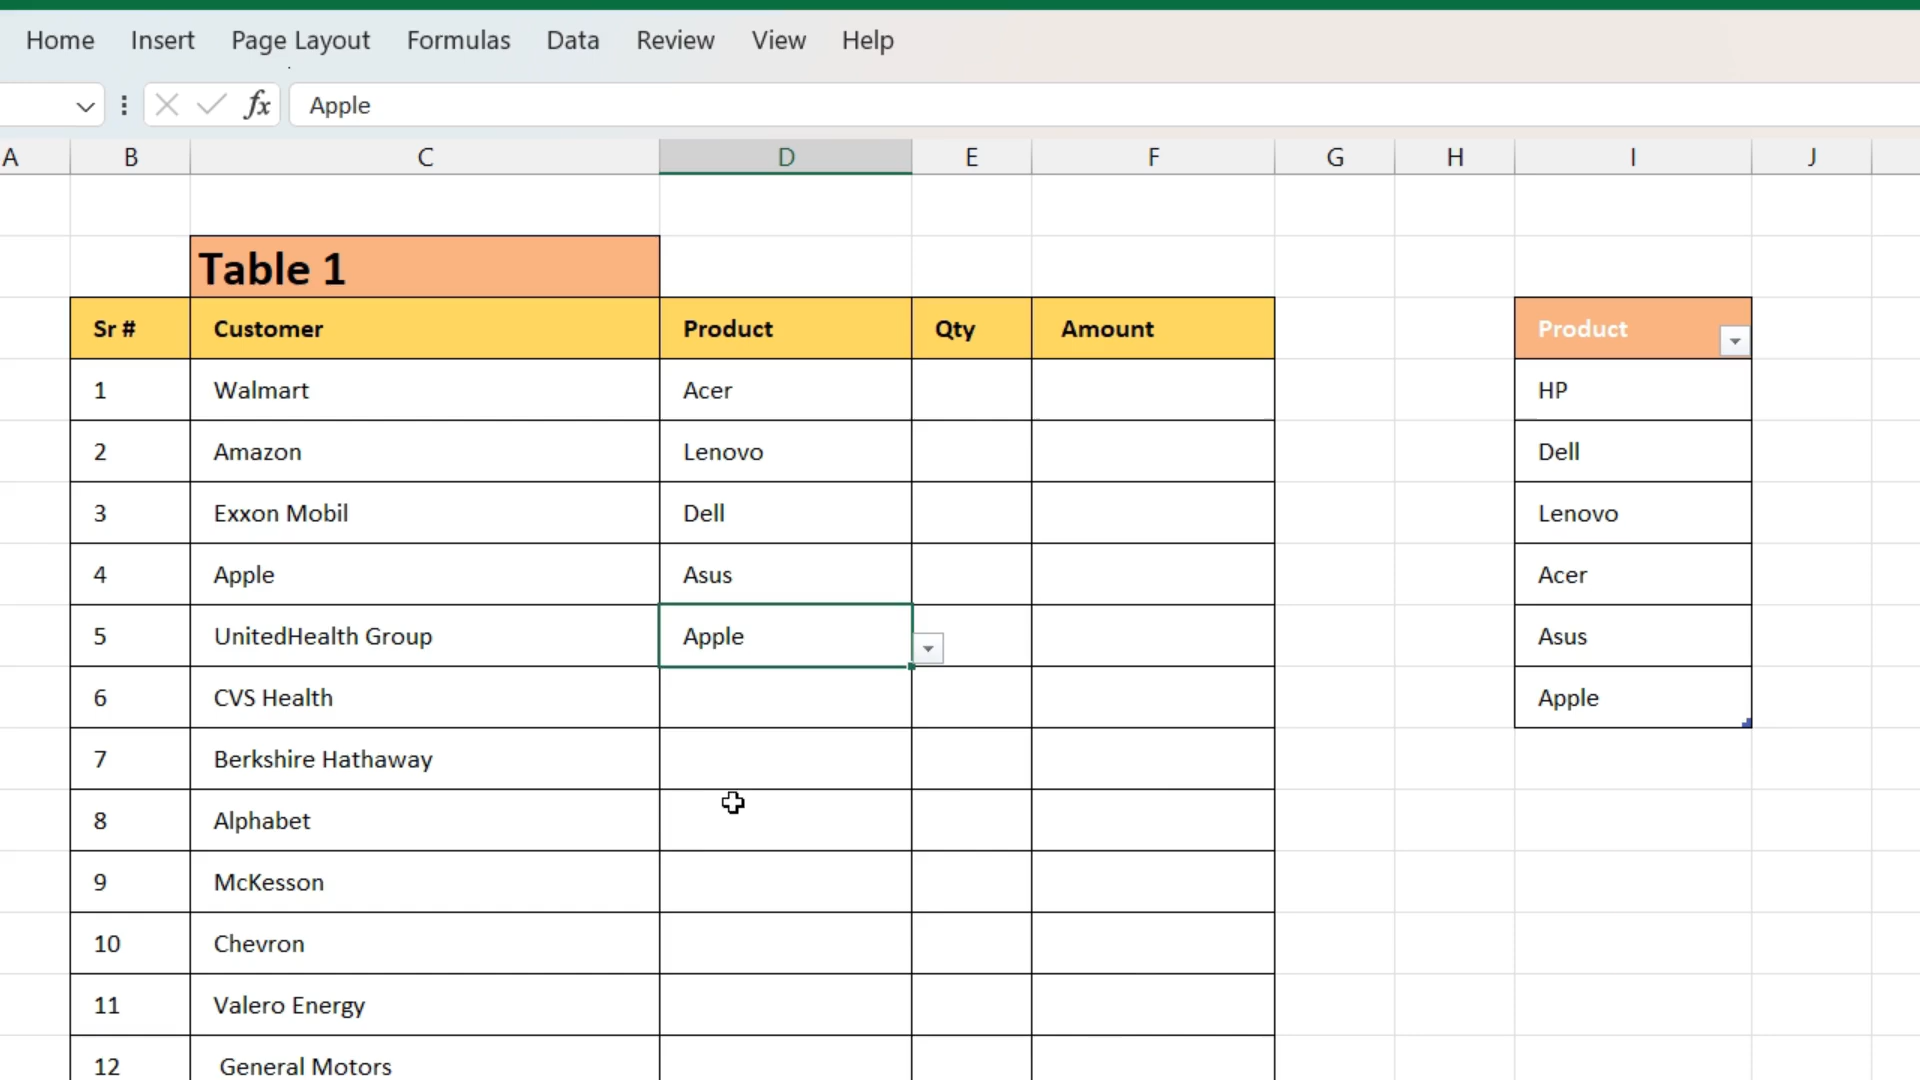 Home Insert Page Layout Formulas Data Review View Help
fx Apple
A B C D E F G H I J
Table 1
Sr # Customer Product Qty Amount Product
1 Walmart Acer HP
2 Amazon Lenovo Dell
3 Exxon Mobil Dell Lenovo
4 Apple Asus Acer
5 UnitedHealth Group Apple Asus
6 CVS Health Apple
7 Berkshire Hathaway
8 Alphabet
9 McKesson
10 Chevron
11 Valero Energy
12 General Motors